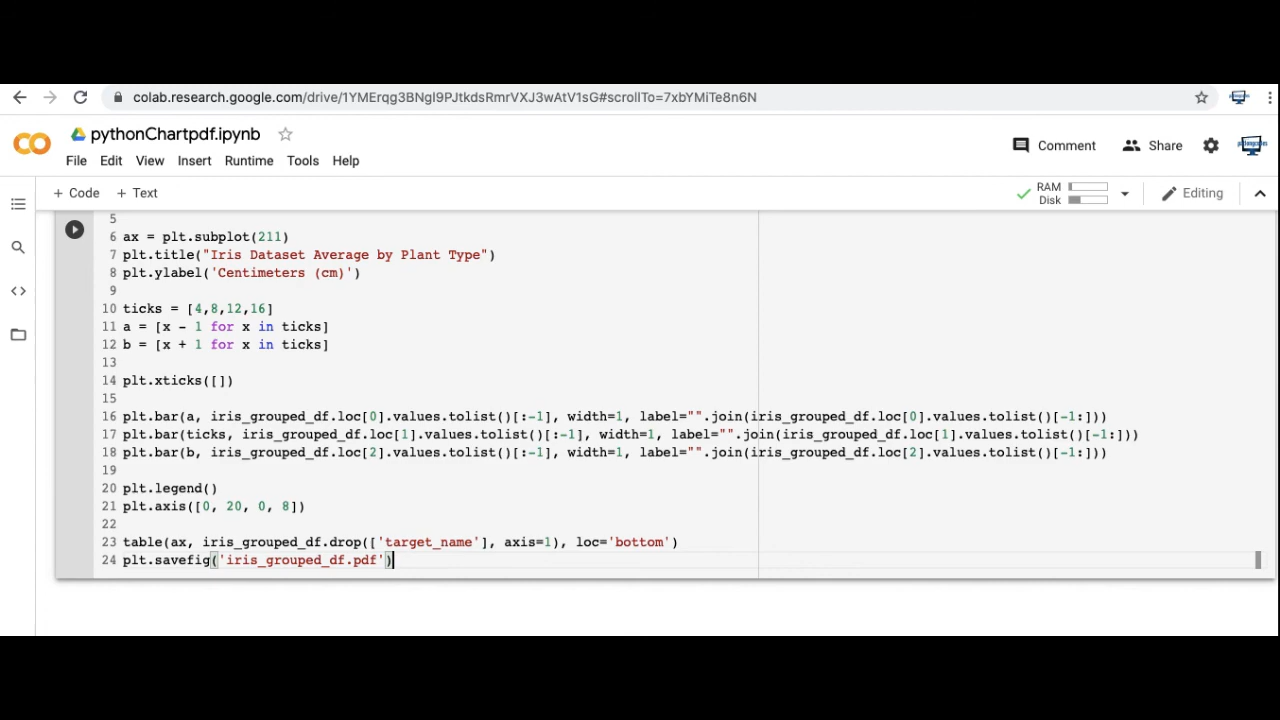 colab.research.google.com/drive/1YMErqg3BNgl9PJtkdsRmrVXJ3wAtV1sG#scrollTo=7xbYMiTe8n6N
pythonChartpdf.ipynb
Comment Share
File Edit View Insert Runtime Tools Help
+ Code + Text RAM Disk Editing
5
6 ax = plt.subplot(211)
7 plt.title("Iris Dataset Average by Plant Type")
8 plt.ylabel('Centimeters (cm)')
9
10 ticks = [4,8,12,16]
11 a = [x - 1 for x in ticks]
12 b = [x + 1 for x in ticks]
13
14 plt.xticks([])
15
16 plt.bar(a, iris_grouped_df.loc[0].values.tolist()[:-1], width=1, label="".join(iris_grouped_df.loc[0].values.tolist()[-1:]))
17 plt.bar(ticks, iris_grouped_df.loc[1].values.tolist()[:-1], width=1, label="".join(iris_grouped_df.loc[1].values.tolist()[-1:]))
18 plt.bar(b, iris_grouped_df.loc[2].values.tolist()[:-1], width=1, label="".join(iris_grouped_df.loc[2].values.tolist()[-1:]))
19
20 plt.legend()
21 plt.axis([0, 20, 0, 8])
22
23 table(ax, iris_grouped_df.drop(['target_name'], axis=1), loc='bottom')
24 plt.savefig('iris_grouped_df.pdf')